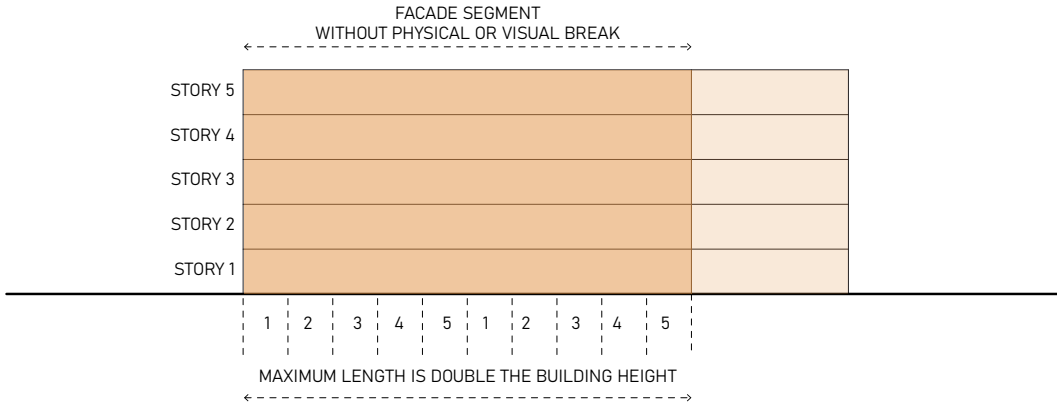 FACADE SEGMENT
WITHOUT PHYSICAL OR VISUAL BREAK
STORY 5
STORY 4
STORY 3
STORY 2
STORY 1
1 2 3 4 5 1 2 3 4 5
MAXIMUM LENGTH IS DOUBLE THE BUILDING HEIGHT